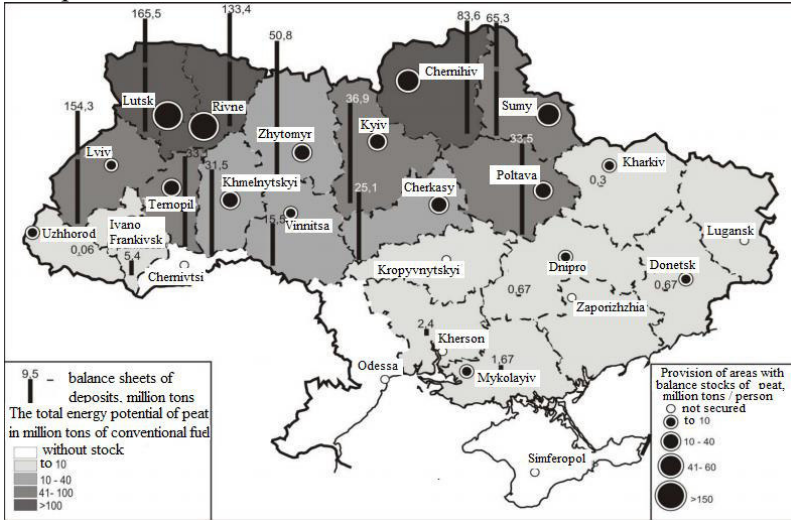 165,5
133,4
50,8
83,6
65,3
154,3
36,9
33,5
31,5
25,1
0,3
0,06
5,4
0,67
0,67
2,4
1,67
Chernihiv
Lutsk
Rivne
Sumy
Zhytomyr
Kyiv
Lviv
Kharkiv
Khmelnytskyi
Cherkasy
Poltava
Ternopil
Vinnitsa
Uzhhorod
Ivano
Frankivsk
Lugansk
Chernivtsi
Kropyvnytskyi
Dnipro
Donetsk
Zaporizhzhia
Kherson
Odessa
Mykolayiv
Simferopol
9,5
– balance sheets of
deposits, million tons
The total energy potential of peat
in million tons of conventional fuel
without stock
to 10
10 - 40
41- 100
>100
Provision of areas with
balance stocks of peat,
million tons / person
not secured
to 10
10 - 40
41- 60
>150